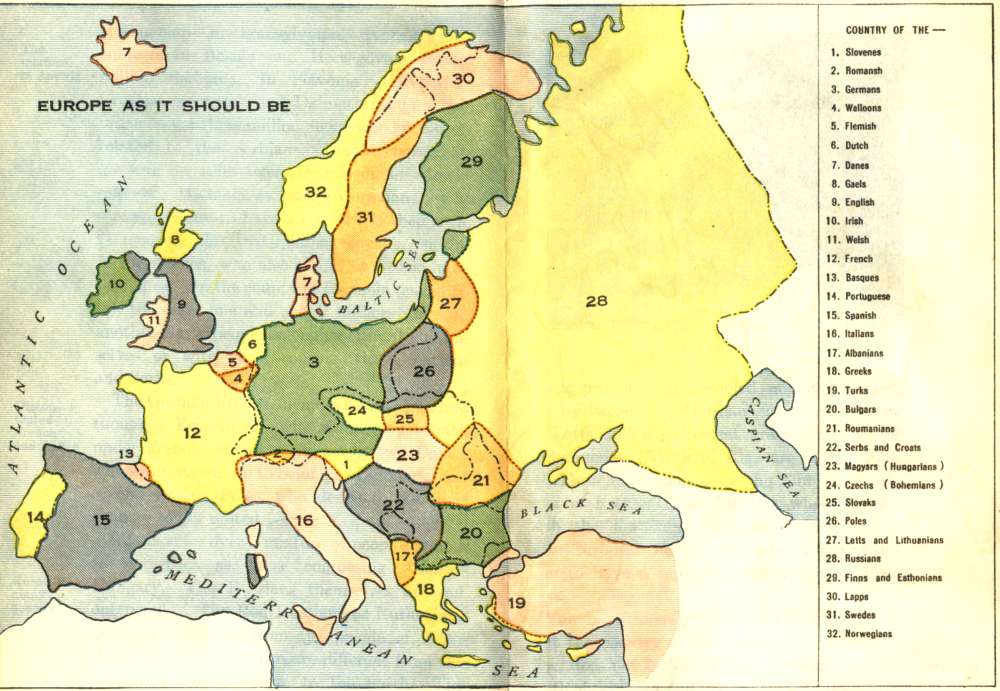 EUROPE AS IT SHOULD BE
ATLANTIC OCEAN
BALTIC SEA
BLACK SEA
CASPIAN SEA
MEDITERRANEAN SEA
7
30
29
32
31
8
7
10
9
11
27
28
6
5
4
3
26
24
25
12
2
1
23
21
13
22
20
14
15
16
17
18
19
COUNTRY OF THE —
1. Slovenes
2. Romansh
3. Germans
4. Walloons
5. Flemish
6. Dutch
7. Danes
8. Gaels
9. English
10. Irish
11. Welsh
12. French
13. Basques
14. Portuguese
15. Spanish
16. Italians
17. Albanians
18. Greeks
19. Turks
20. Bulgars
21. Roumanians
22. Serbs and Croats
23. Magyars (Hungarians)
24. Czechs (Bohemians)
25. Slovaks
26. Poles
27. Letts and Lithuanians
28. Russians
29. Finns and Esthonians
30. Lapps
31. Swedes
32. Norwegians